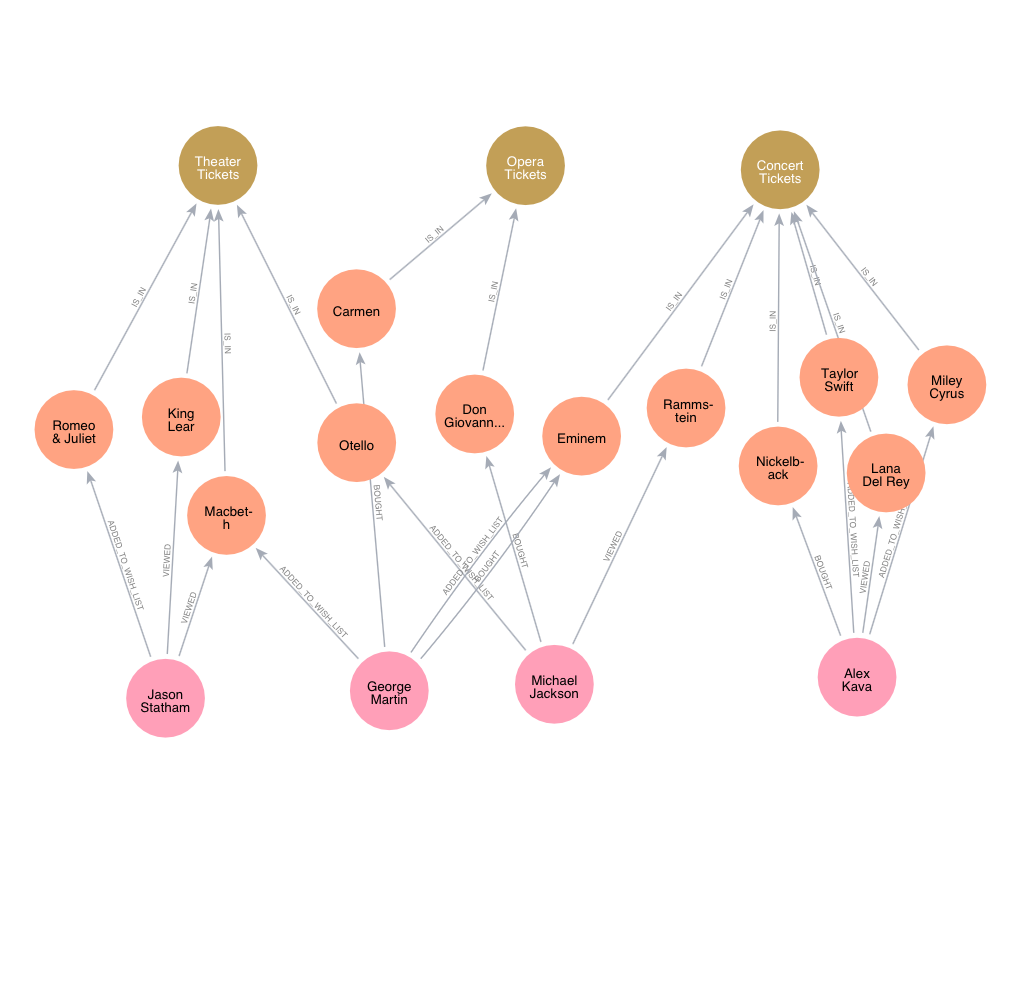 Theater
Tickets
Opera
Tickets
Concert
Tickets
IS_IN
IS_IN
IS_IN
IS_IN
IS_IN
IS_IN
IS_IN
IS_IN
IS_IN
IS_IN
IS_IN
IS_IN
Carmen
Taylor
Swift
Miley
Cyrus
Romeo
& Juliet
King
Lear
Otello
Don
Giovann...
Eminem
Ramms-
tein
Nickelb-
ack
Lana
Del Rey
Macbet-
h
ADDED_TO_WISH_LIST
VIEWED
VIEWED
ADDED_TO_WISH_LIST
BOUGHT
ADDED_TO_WISH_LIST
BOUGHT
ADDED_TO_WISH_LIST
BOUGHT
VIEWED
BOUGHT
ADDED_TO_WISH_LIST
VIEWED
ADDED_TO_WISH
Jason
Statham
George
Martin
Michael
Jackson
Alex
Kava